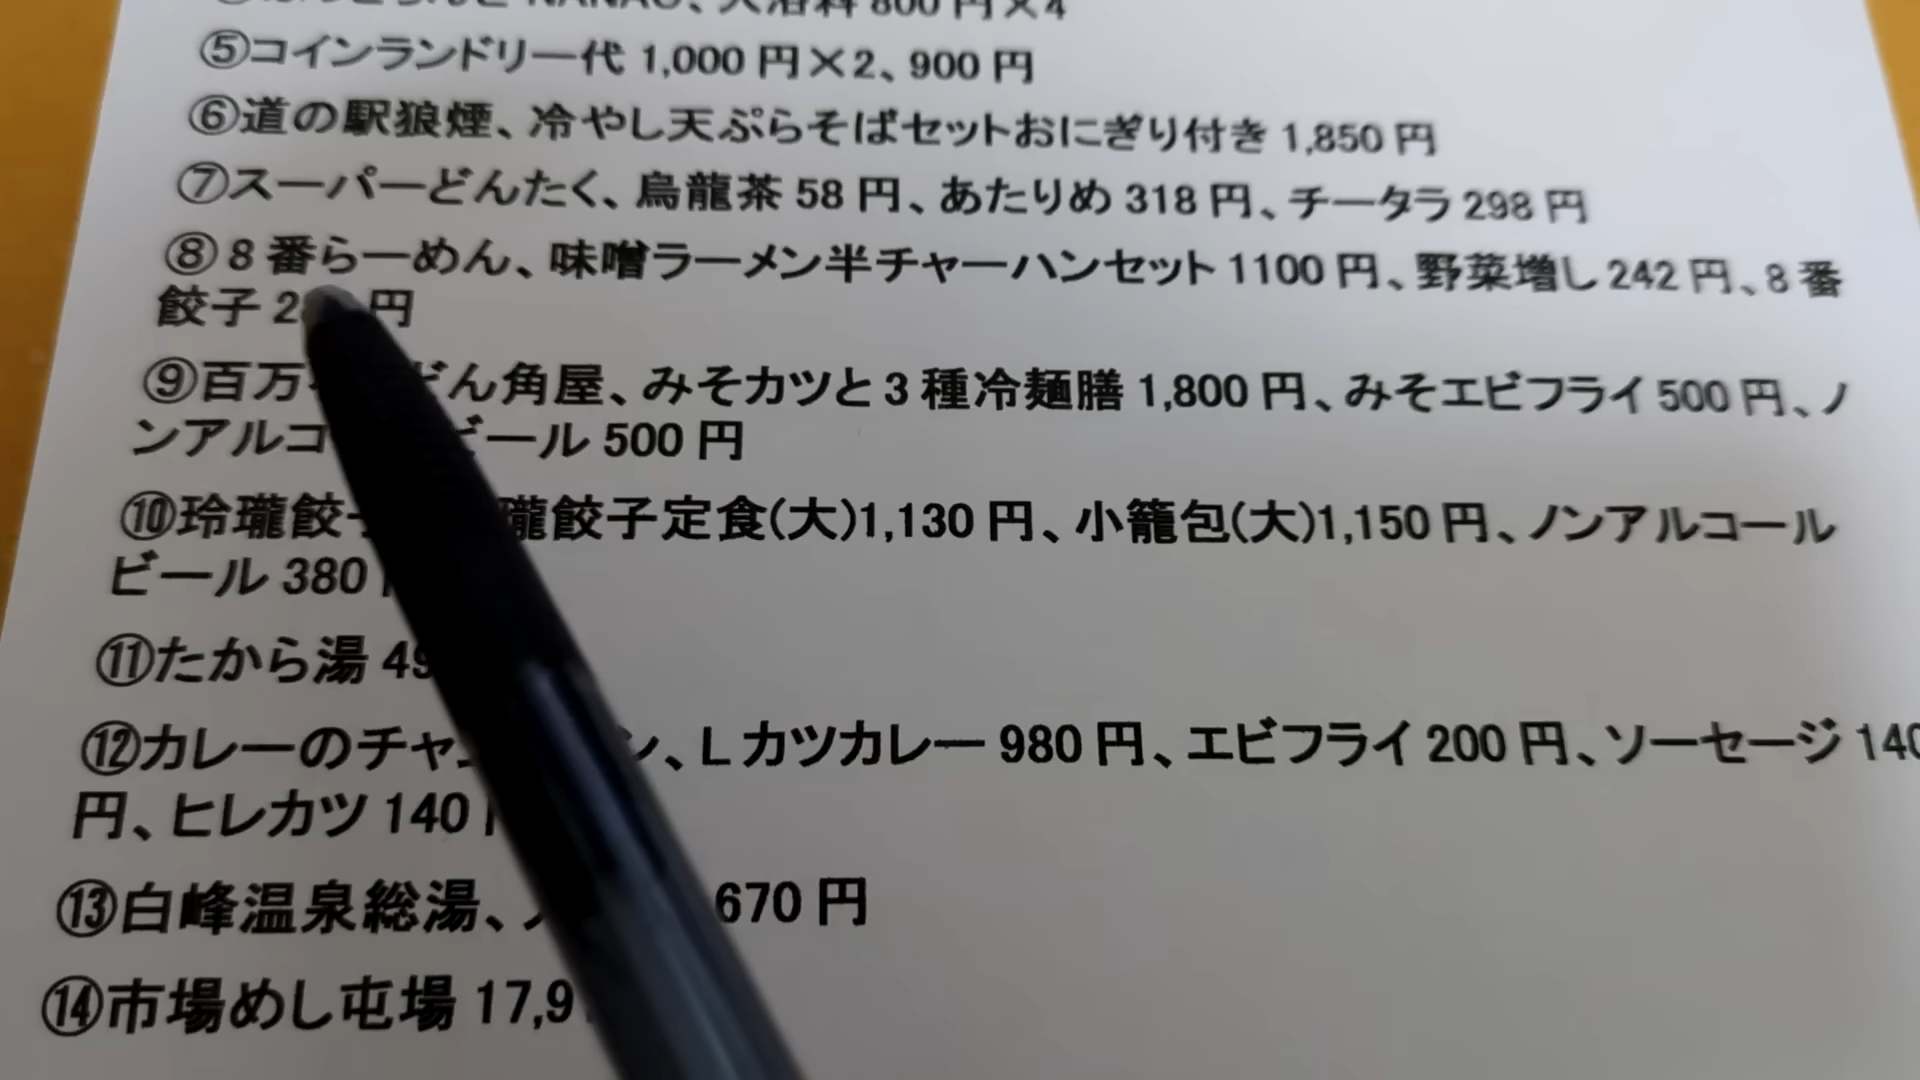 NANAO、入浴料 800 円×4
⑤コインランドリー代 1,000 円×2、900 円
⑥道の駅狼煙、冷やし天ぷらそばセットおにぎり付き 1,850 円
⑦スーパーどんたく、烏龍茶 58 円、あたりめ 318 円、チータラ 298 円
⑧8 番らーめん、味噌ラーメン半チャーハンセット 1100 円、野菜増し 242 円、8 番
餃子 円
⑨百万 どん角屋、みそカツと 3 種冷麺膳 1,800 円、みそエビフライ 500 円、ノ
ンアルコ ビール 500 円
⑩玲瓏餃子 瓏餃子定食(大)1,130 円、小籠包(大)1,150 円、ノンアルコール
ビール 380
⑪たから湯
⑫カレーのチャ ン、L カツカレー 980 円、エビフライ 200 円、ソーセージ 140
円、ヒレカツ 140
⑬白峰温泉総湯、 670 円
⑭市場めし屯場